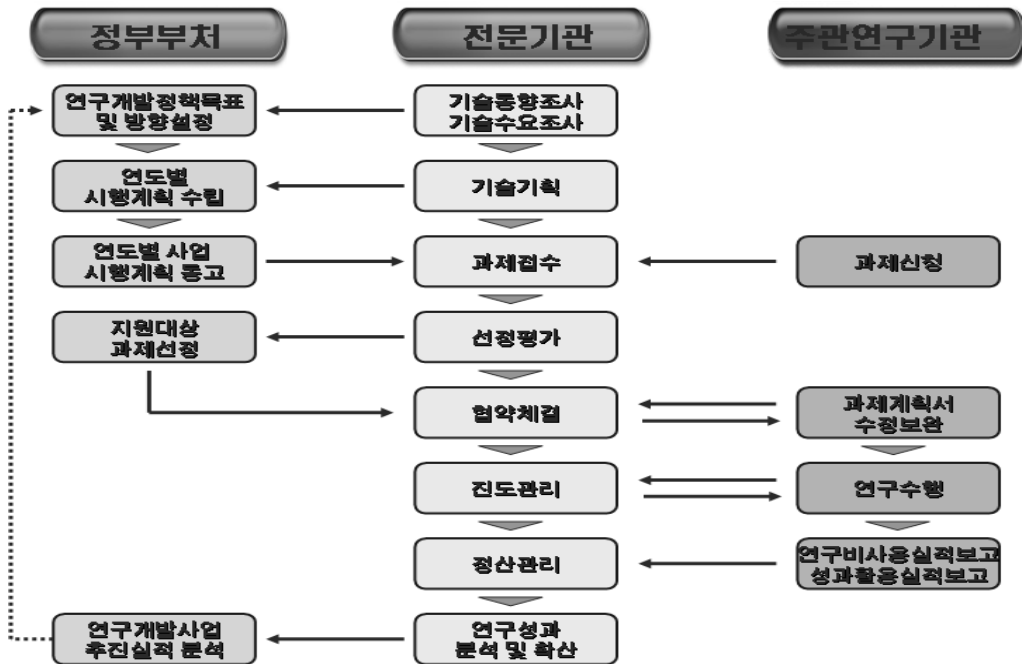 정부부처
전문기관
주관연구기관
연구개발정책목표
및 방향설정
기술동향조사
기술수요조사
연도별
시행계획 수립
기술기획
연도별 사업
시행계획 통고
과제접수
과제신청
지원대상
과제선정
선정평가
협약체결
과제계획서
수정보완
진도관리
연구수행
정산관리
연구비사용실적보고
성과활용실적보고
연구개발사업
추진실적 분석
연구성과
분석 및 확산